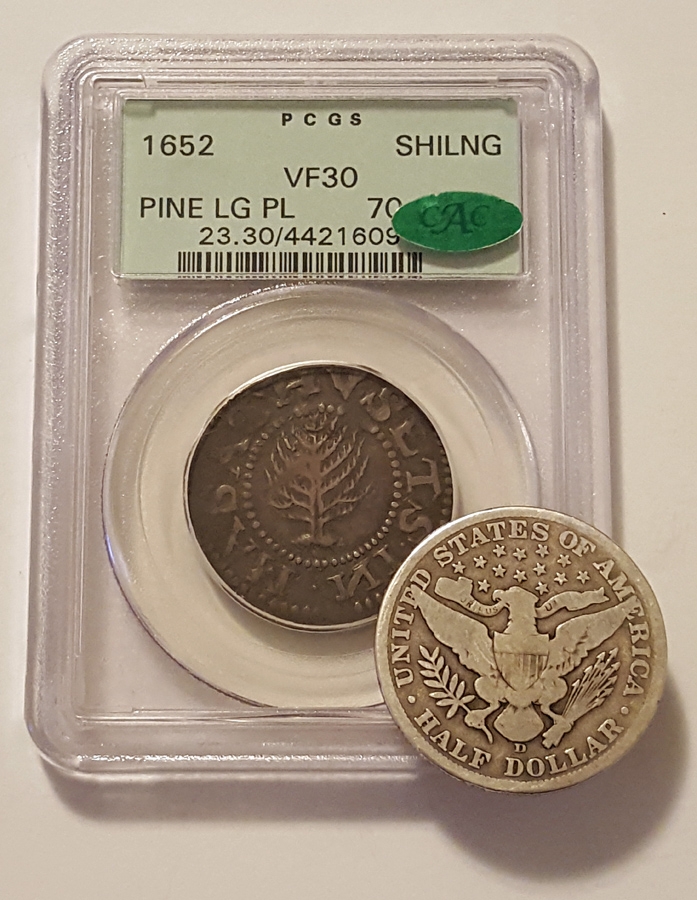 PCGS
1652 SHILNG
VF30
PINE LG PL 70
23.30/4421609
CAC
UNITED STATES OF AMERICA
HALF DOLLAR
D